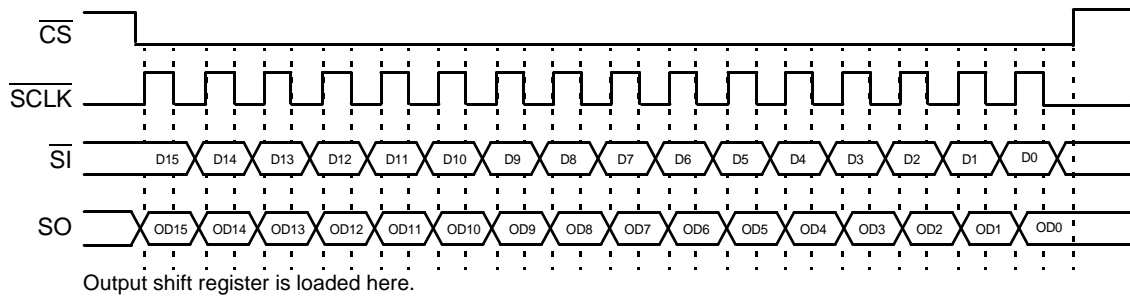 CS
SCLK
SI D15 D14 D13 D12 D11 D10 D9 D8 D7 D6 D5 D4 D3 D2 D1 D0
SO OD15 OD14 OD13 OD12 OD11 OD10 OD9 OD8 OD7 OD6 OD5 OD4 OD3 OD2 OD1 OD0
Output shift register is loaded here.